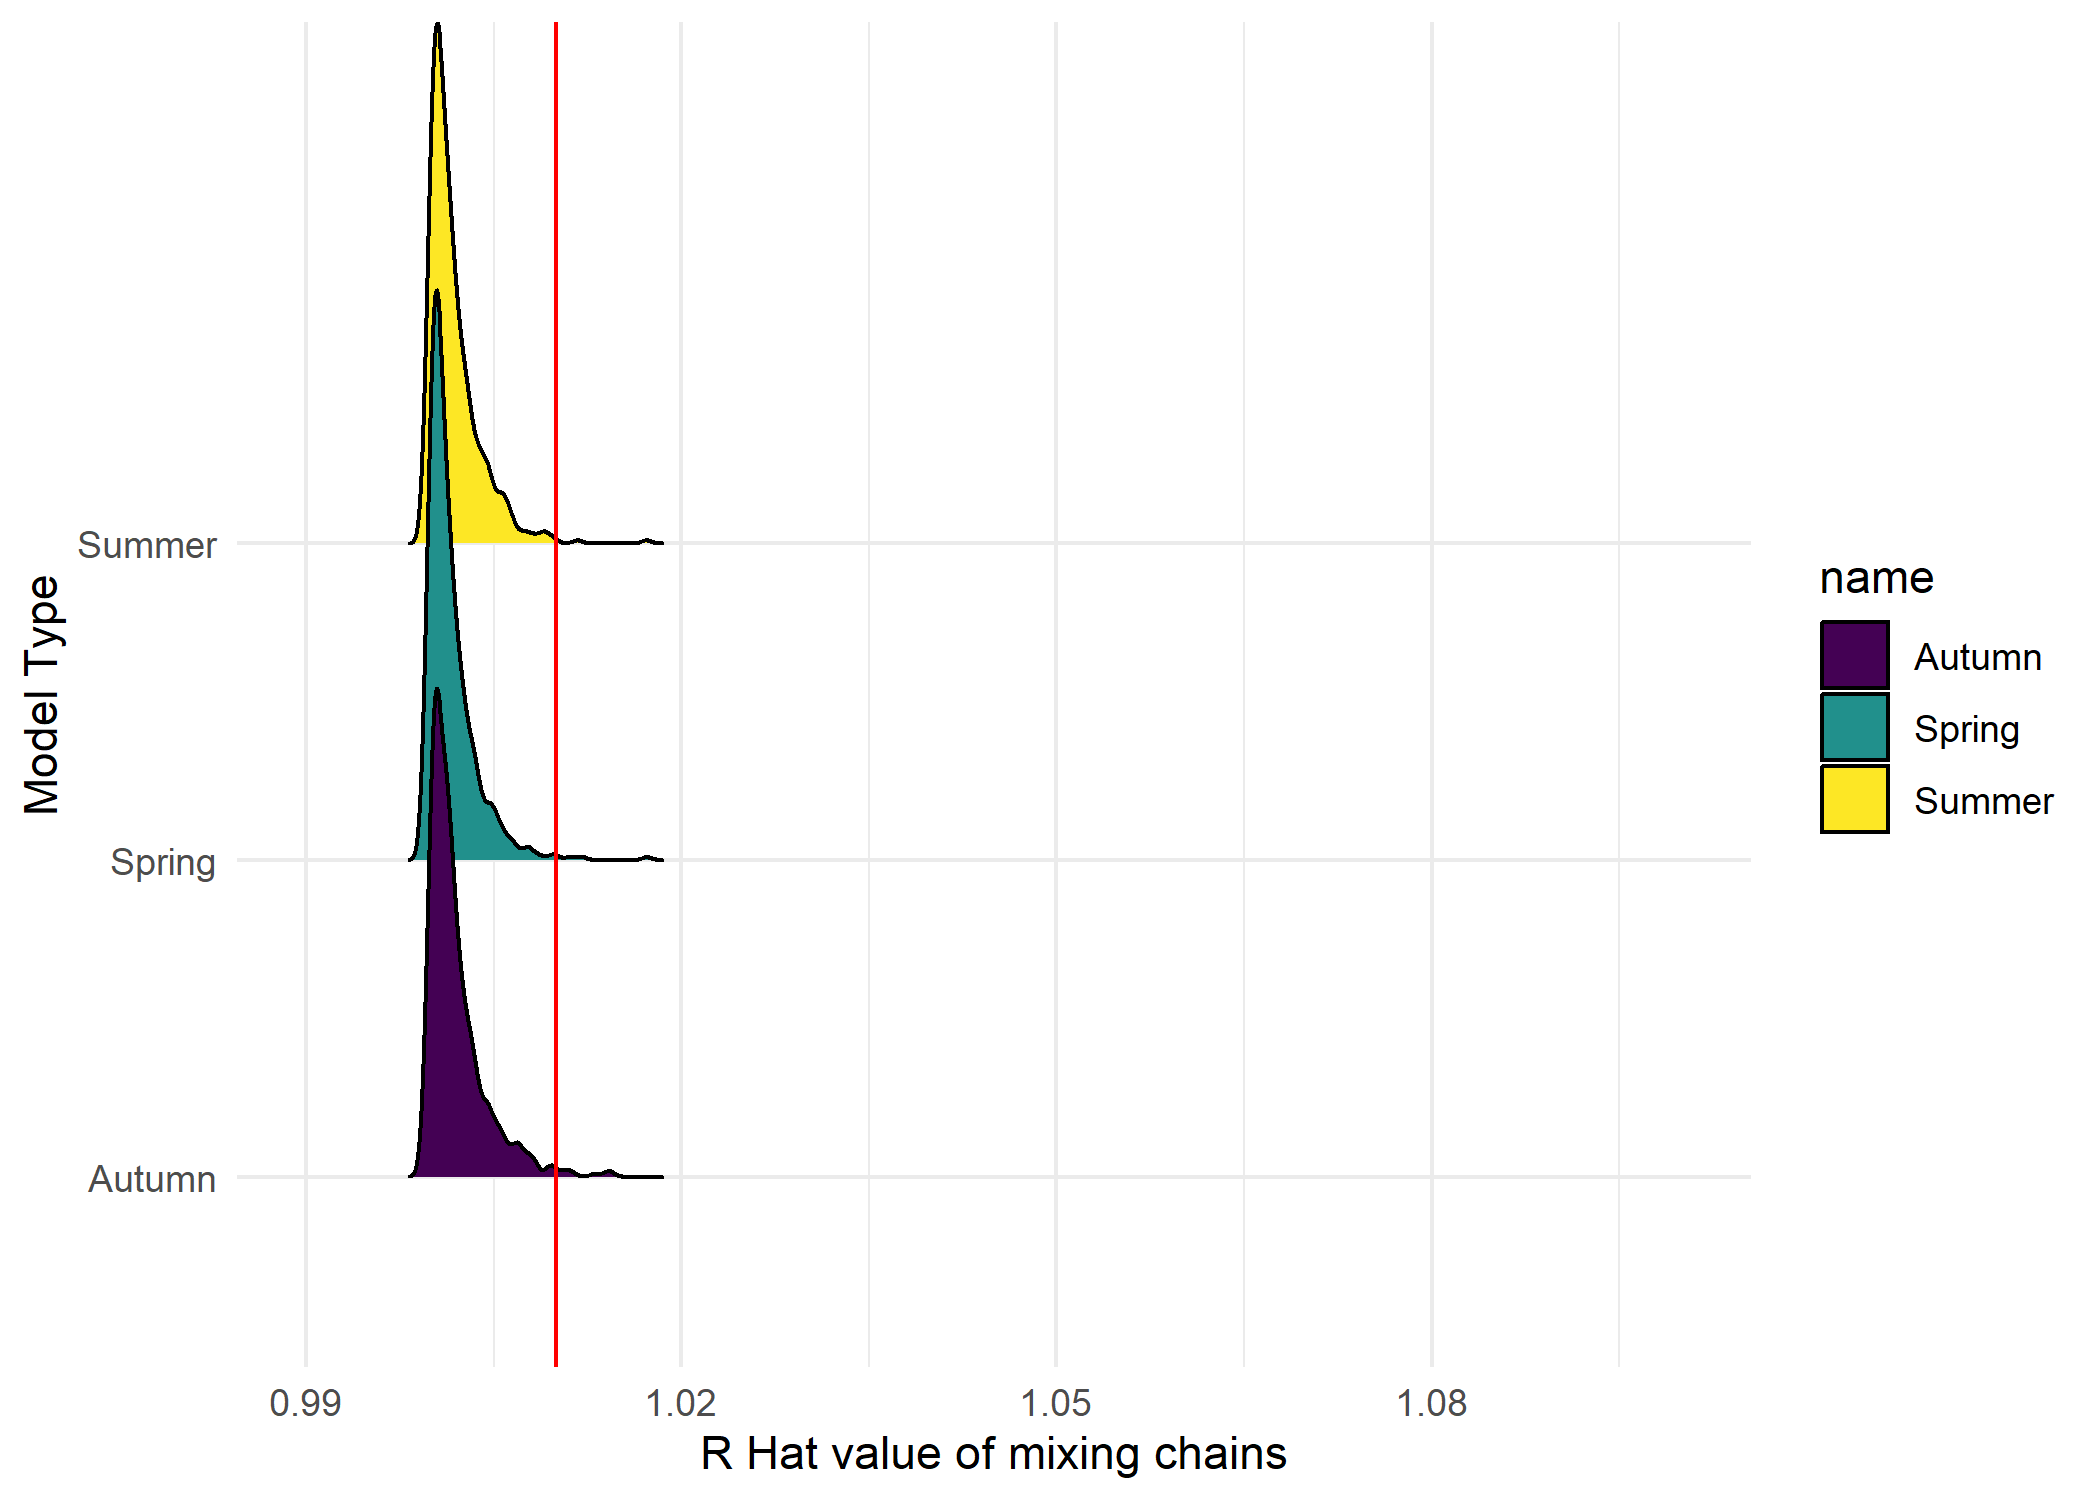 Model Type
Summer
Spring
Autumn
0.99
1.02
1.05
1.08
R Hat value of mixing chains
name
Autumn
Spring
Summer